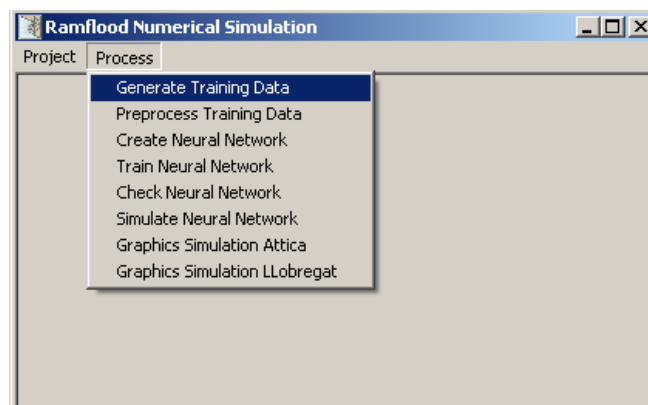 Ramflood Numerical Simulation
Project Process
Generate Training Data
Preprocess Training Data
Create Neural Network
Train Neural Network
Check Neural Network
Simulate Neural Network
Graphics Simulation Attica
Graphics Simulation LLobregat